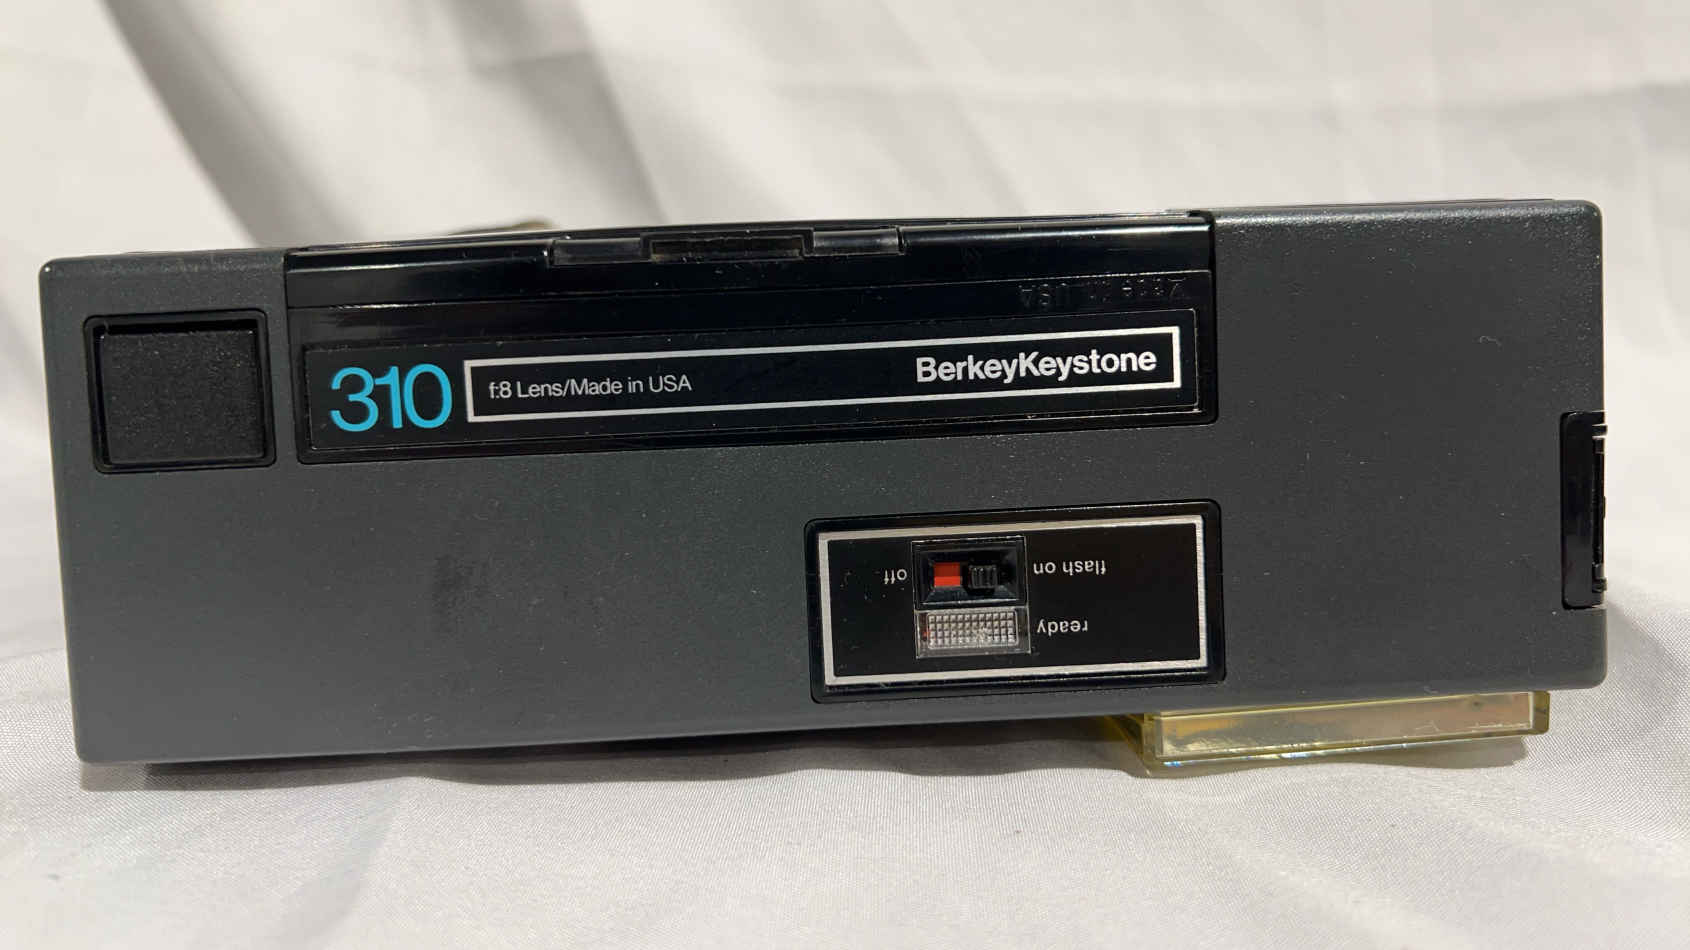 310
f:8 Lens/Made in USA
BerkeyKeystone
off
flash on
ready